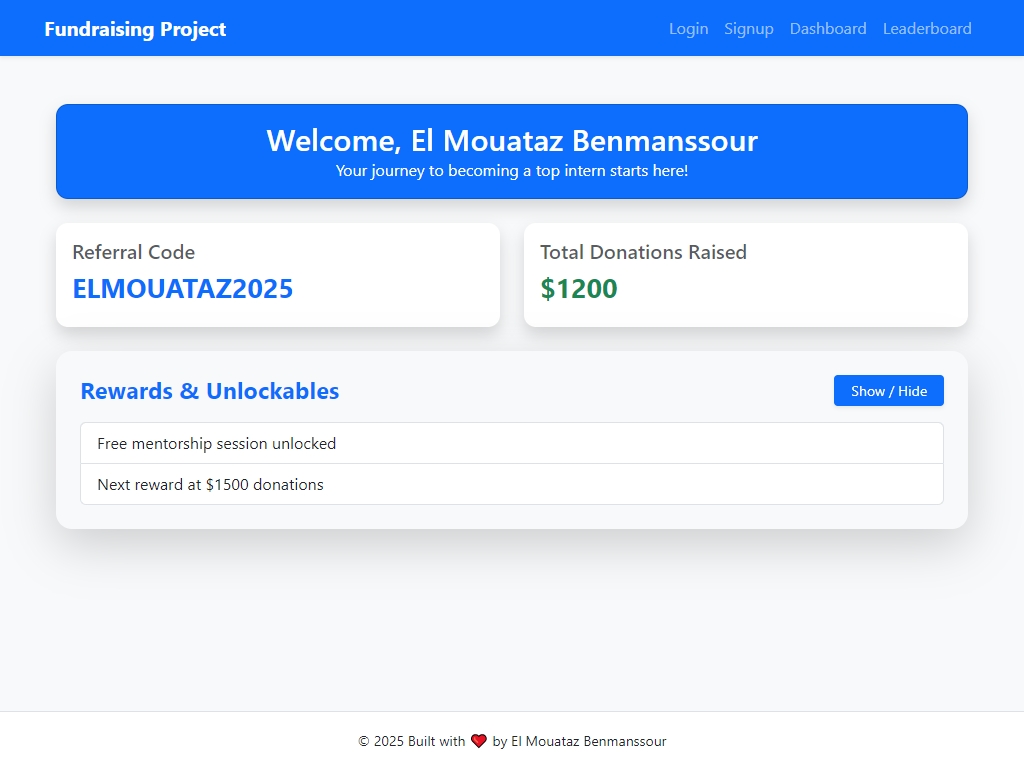 Fundraising Project
Login Signup Dashboard Leaderboard
Welcome, El Mouataz Benmanssour
Your journey to becoming a top intern starts here!
Referral Code
ELMOUATAZ2025
Total Donations Raised
$1200
Rewards & Unlockables
Show / Hide
Free mentorship session unlocked
Next reward at $1500 donations
© 2025 Built with ❤️ by El Mouataz Benmanssour